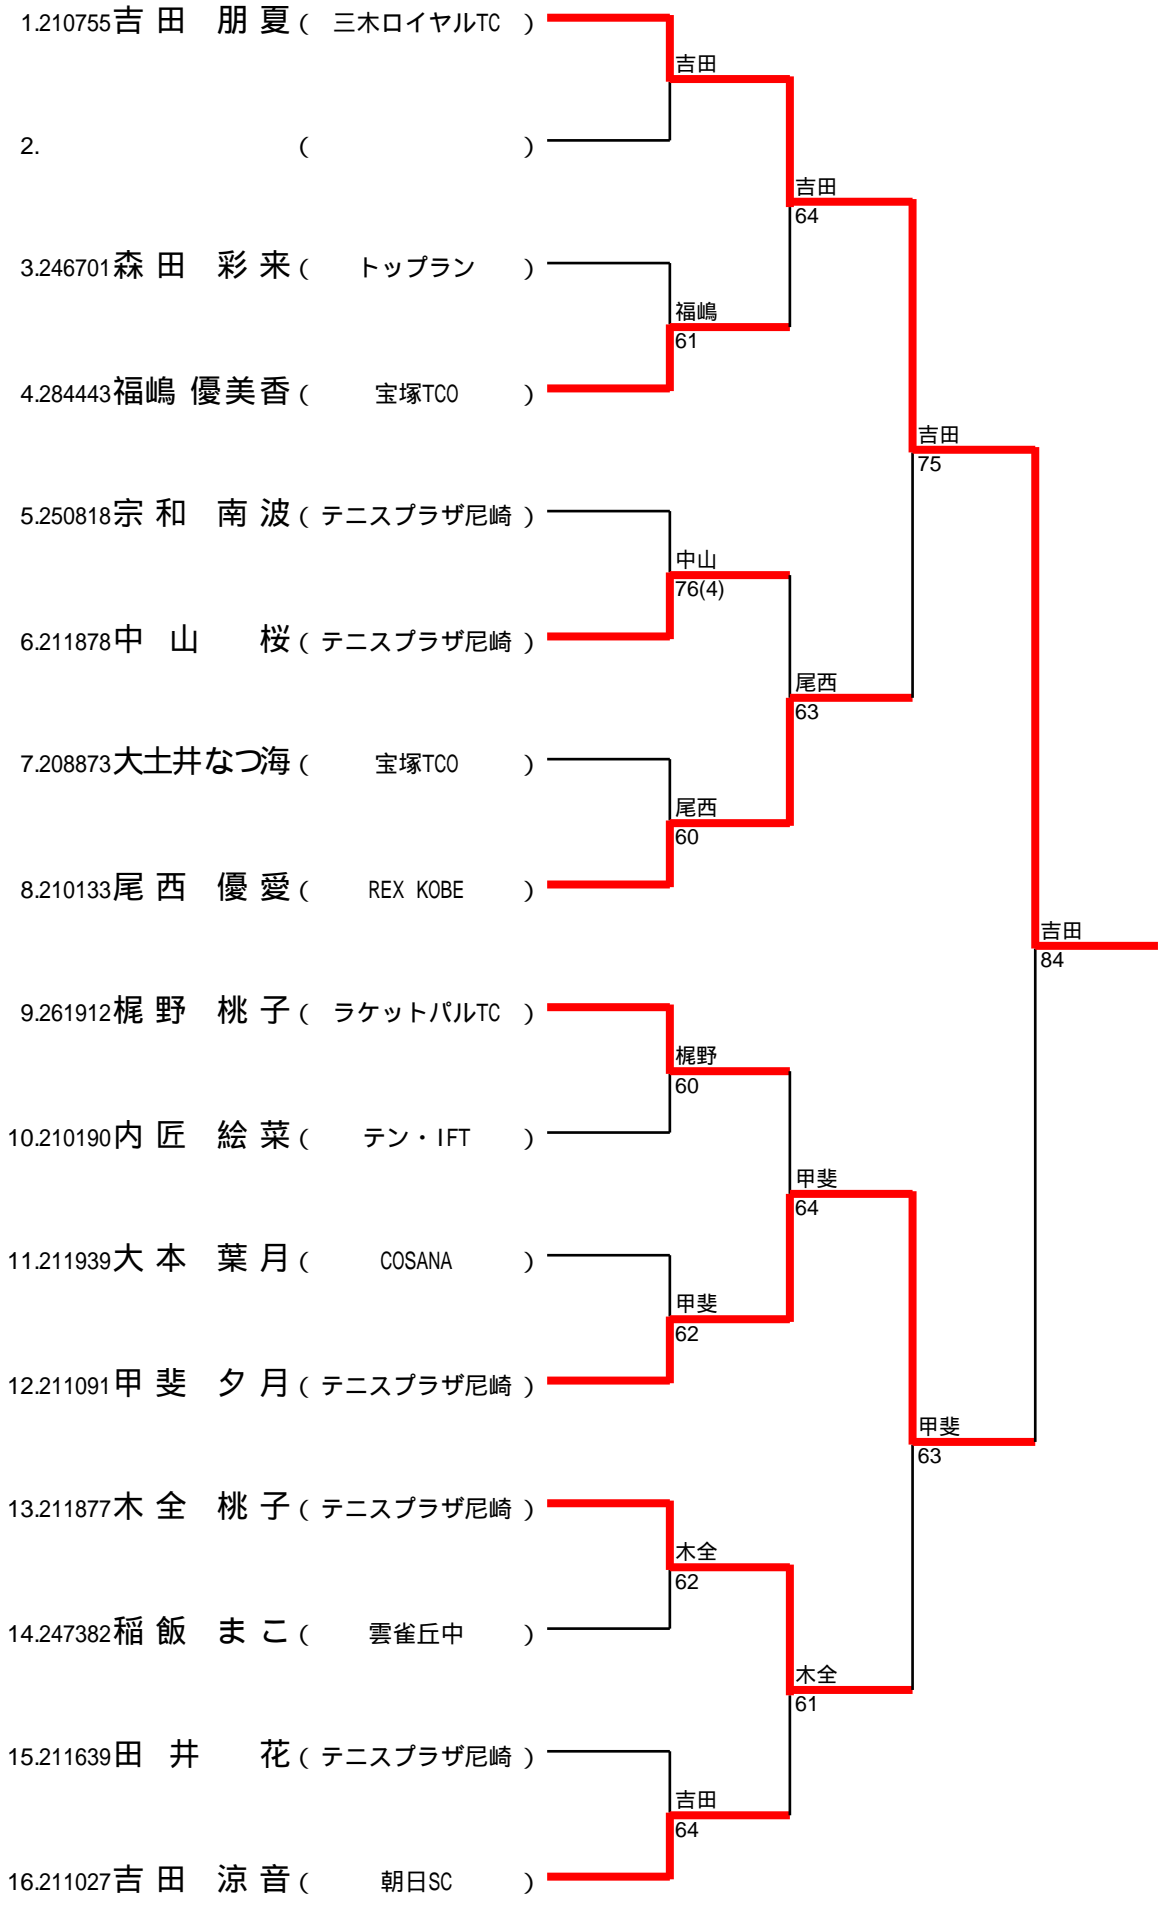 1.210755吉田 朋夏( 三木ロイヤルTC )
吉田
2. ( )
吉田
64
3.246701森田 彩来( トップラン )
福嶋
61
4.284443福嶋 優美香( 宝塚TCO )
吉田
75
5.250818宗和 南波( テニスプラザ尼崎 )
中山
76(4)
6.211878中山 桜( テニスプラザ尼崎 )
尾西
63
7.208873大土井なつ海( 宝塚TCO )
尾西
60
8.210133尾西 優愛( REX KOBE )
吉田
84
9.261912梶野 桃子( ラケットパルTC )
梶野
60
10.210190内匠 絵菜( テン・IFT )
甲斐
64
11.211939大本 葉月( COSANA )
甲斐
62
12.211091甲斐 夕月( テニスプラザ尼崎 )
甲斐
63
13.211877木全 桃子( テニスプラザ尼崎 )
木全
62
14.247382稲飯 まこ( 雲雀丘中 )
木全
61
15.211639田井 花( テニスプラザ尼崎 )
吉田
64
16.211027吉田 涼音( 朝日SC )